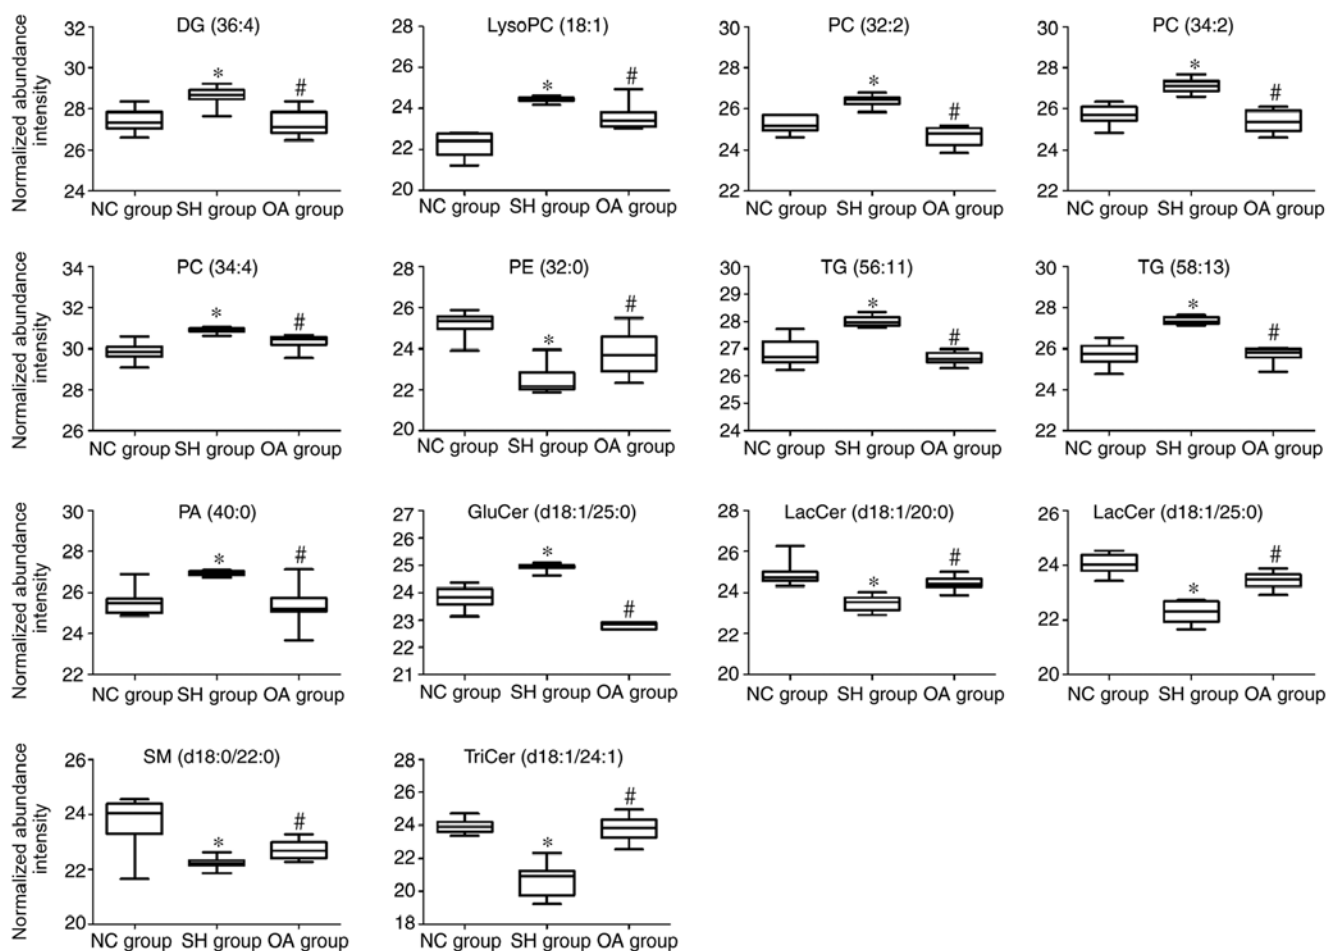 DG (36:4)
Normalized abundance
intensity
32
30
28
26
24
*
#
NC group SH group OA group
LysoPC (18:1)
28
26
24
22
20
*
#
NC group SH group OA group
PC (32:2)
30
28
26
24
22
*
#
NC group SH group OA group
PC (34:2)
30
28
26
24
22
*
#
NC group SH group OA group
PC (34:4)
Normalized abundance
intensity
34
32
30
28
26
*
#
NC group SH group OA group
PE (32:0)
28
26
24
22
20
*
#
NC group SH group OA group
TG (56:11)
30
29
28
27
26
25
24
*
#
NC group SH group OA group
TG (58:13)
30
28
26
24
22
*
#
NC group SH group OA group
PA (40:0)
Normalized abundance
intensity
30
28
26
24
22
*
#
NC group SH group OA group
GluCer (d18:1/25:0)
27
26
25
24
23
22
21
*
#
NC group SH group OA group
LacCer (d18:1/20:0)
28
26
24
22
20
*
#
NC group SH group OA group
LacCer (d18:1/25:0)
26
24
22
20
*
#
NC group SH group OA group
SM (d18:0/22:0)
Normalized abundance
intensity
26
24
22
20
*
#
NC group SH group OA group
TriCer (d18:1/24:1)
28
26
24
22
20
18
*
#
NC group SH group OA group